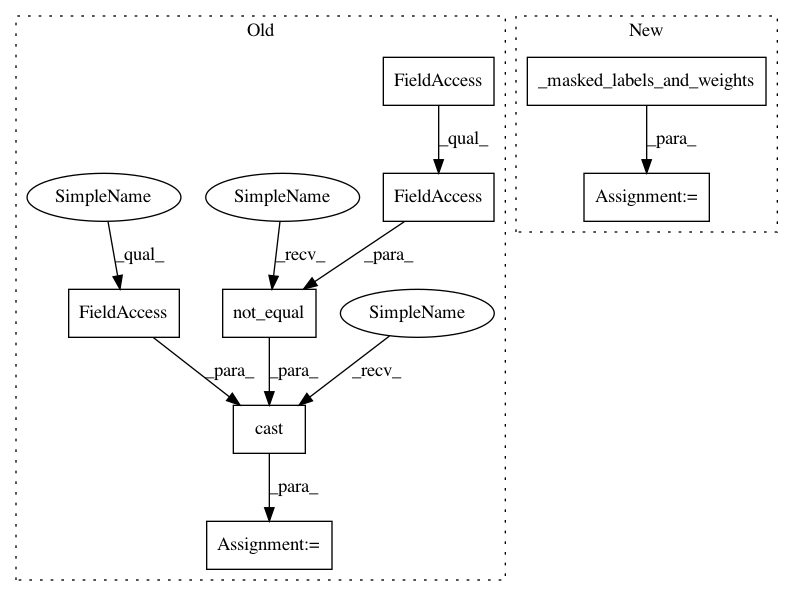 Old
New
FieldAccess
_masked_labels_and_weights
_qual_
_para_
SimpleName
SimpleName
FieldAccess
Assignment:=
_qual_
_recv_
_para_
FieldAccess
not_equal
SimpleName
_para_
_para_
_recv_
cast
_para_
Assignment:=